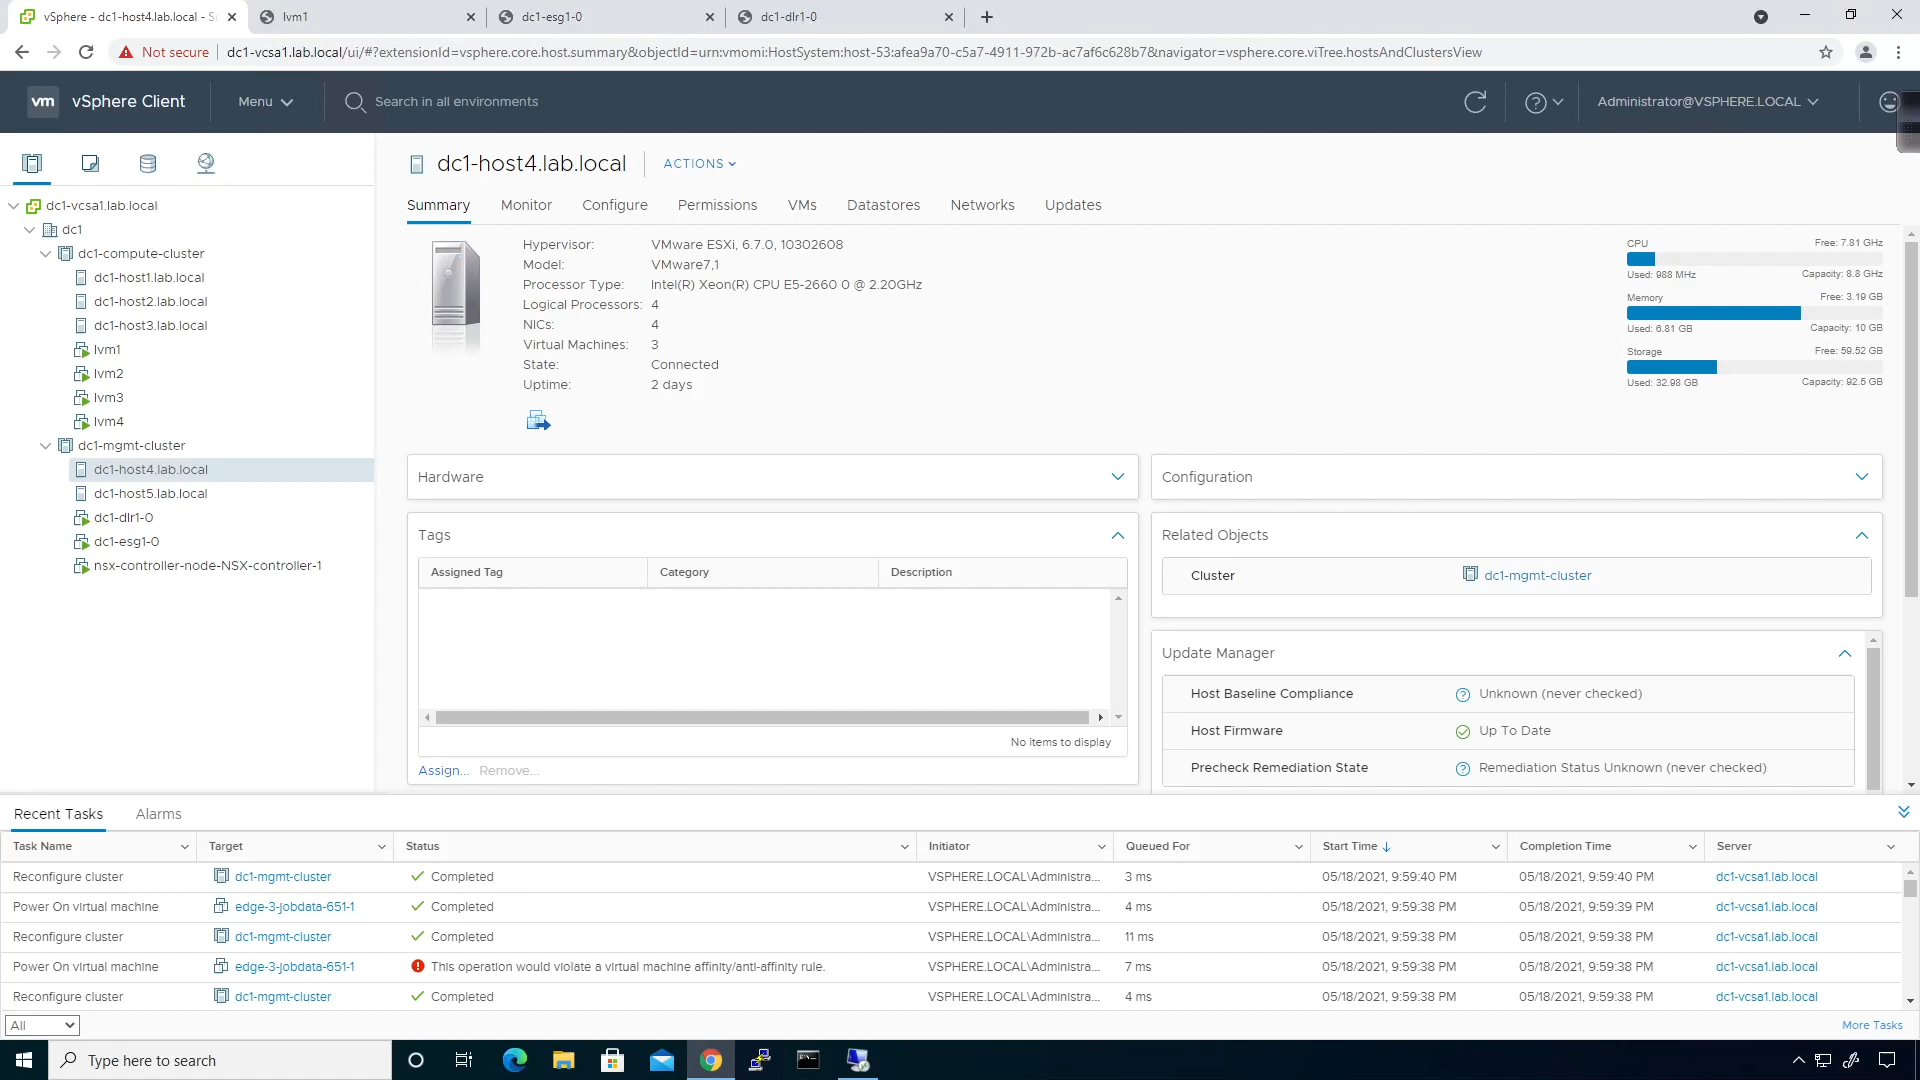 vSphere - dc1-host4.lab.local - S
lvm1
dc1-esg1-0
dc1-dlr1-0
Not secure
dc1-vcsa1.lab.local/ui/#?extensionId=vsphere.core.host.summary&objectId=urn:vmomi:HostSystem:host-53:afea9a70-c5a7-4911-972b-ac7af6c628b7&navigator=vsphere.core.viTree.hostsAndClustersView
vm vSphere Client
Menu
Search in all environments
Administrator@VSPHERE.LOCAL
dc1-vcsa1.lab.local
dc1
dc1-compute-cluster
dc1-host1.lab.local
dc1-host2.lab.local
dc1-host3.lab.local
lvm1
lvm2
lvm3
lvm4
dc1-mgmt-cluster
dc1-host4.lab.local
dc1-host5.lab.local
dc1-dlr1-0
dc1-esg1-0
nsx-controller-node-NSX-controller-1
dc1-host4.lab.local
ACTIONS
Summary Monitor Configure Permissions VMs Datastores Networks Updates
Hypervisor: VMware ESXi, 6.7.0, 10302608
Model: VMware7,1
Processor Type: Intel(R) Xeon(R) CPU E5-2660 0 @ 2.20GHz
Logical Processors: 4
NICs: 4
Virtual Machines: 3
State: Connected
Uptime: 2 days
CPU Free: 7.81 GHz
Used: 988 MHz Capacity: 8.8 GHz
Memory Free: 3.19 GB
Used: 6.81 GB Capacity: 10 GB
Storage Free: 59.52 GB
Used: 32.98 GB Capacity: 92.5 GB
Hardware
Configuration
Tags
Assigned Tag Category Description
No items to display
Assign... Remove...
Related Objects
Cluster dc1-mgmt-cluster
Update Manager
Host Baseline Compliance Unknown (never checked)
Host Firmware Up To Date
Precheck Remediation State Remediation Status Unknown (never checked)
Recent Tasks Alarms
Task Name Target Status Initiator Queued For Start Time Completion Time Server
Reconfigure cluster dc1-mgmt-cluster Completed VSPHERE.LOCAL\Administra... 3 ms 05/18/2021, 9:59:40 PM 05/18/2021, 9:59:40 PM dc1-vcsa1.lab.local
Power On virtual machine edge-3-jobdata-651-1 Completed VSPHERE.LOCAL\Administra... 4 ms 05/18/2021, 9:59:38 PM 05/18/2021, 9:59:39 PM dc1-vcsa1.lab.local
Reconfigure cluster dc1-mgmt-cluster Completed VSPHERE.LOCAL\Administra... 11 ms 05/18/2021, 9:59:38 PM 05/18/2021, 9:59:38 PM dc1-vcsa1.lab.local
Power On virtual machine edge-3-jobdata-651-1 This operation would violate a virtual machine affinity/anti-affinity rule. VSPHERE.LOCAL\Administra... 7 ms 05/18/2021, 9:59:38 PM 05/18/2021, 9:59:38 PM dc1-vcsa1.lab.local
Reconfigure cluster dc1-mgmt-cluster Completed VSPHERE.LOCAL\Administra... 4 ms 05/18/2021, 9:59:38 PM 05/18/2021, 9:59:38 PM dc1-vcsa1.lab.local
All
More Tasks
Type here to search